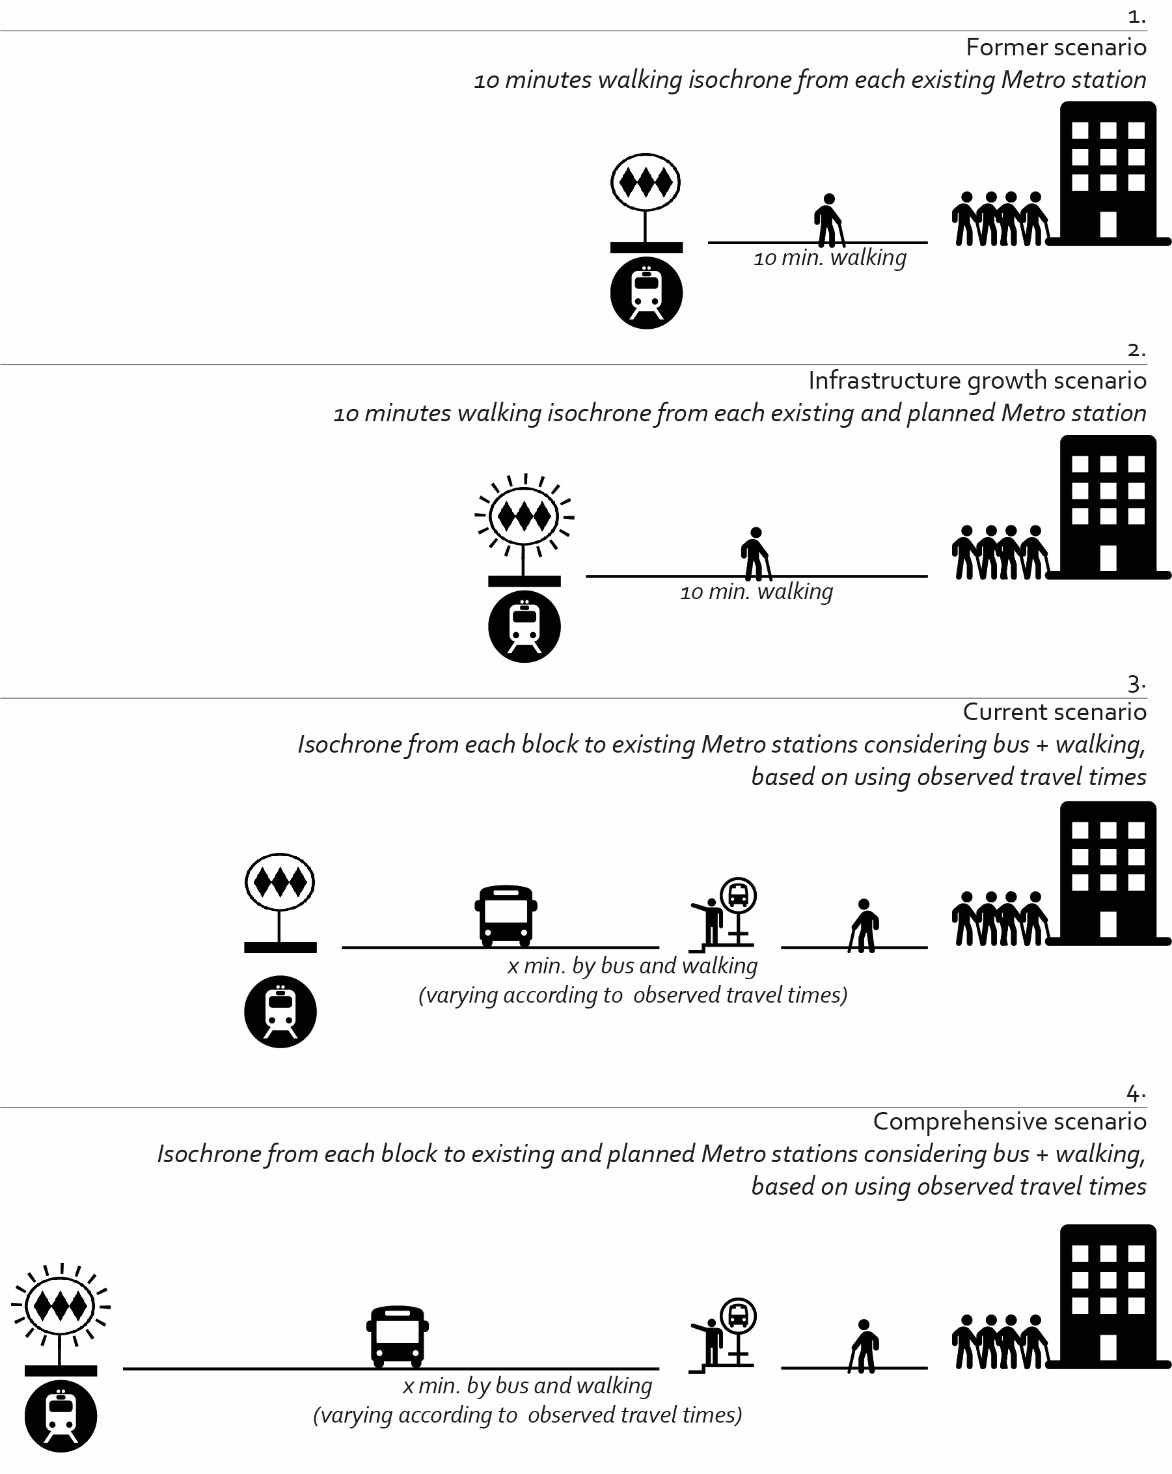 1.
Former scenario
10 minutes walking isochrone from each existing Metro station
10 min. walking
2.
Infrastructure growth scenario
10 minutes walking isochrone from each existing and planned Metro station
10 min. walking
3.
Current scenario
Isochrone from each block to existing Metro stations considering bus + walking,
based on using observed travel times
x min. by bus and walking
(varying according to observed travel times)
4.
Comprehensive scenario
Isochrone from each block to existing and planned Metro stations considering bus + walking,
based on using observed travel times
x min. by bus and walking
(varying according to observed travel times)